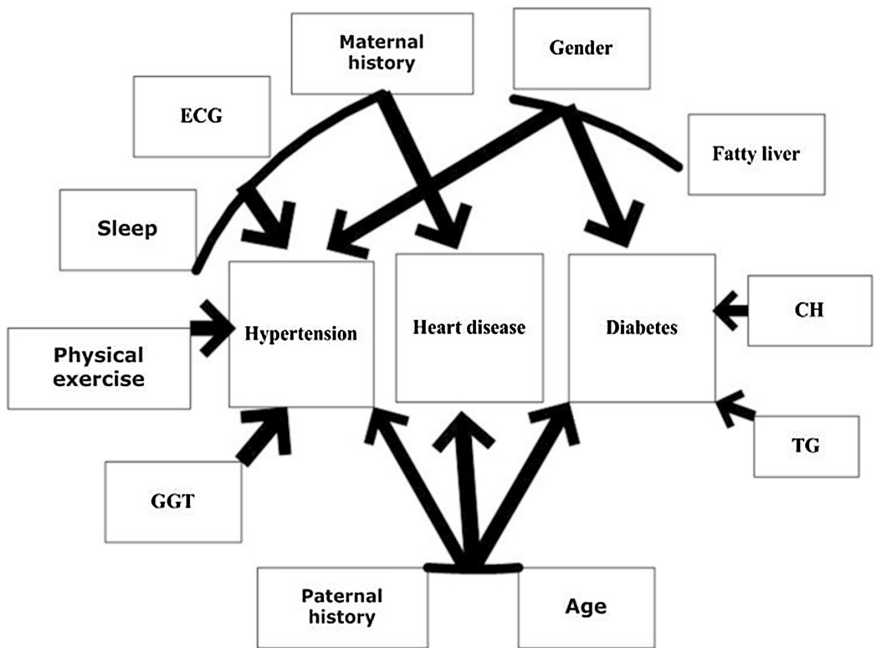 Maternal
history
Gender
ECG
Fatty liver
Sleep
Hypertension
Heart disease
Diabetes
CH
Physical
exercise
TG
GGT
Paternal
history
Age